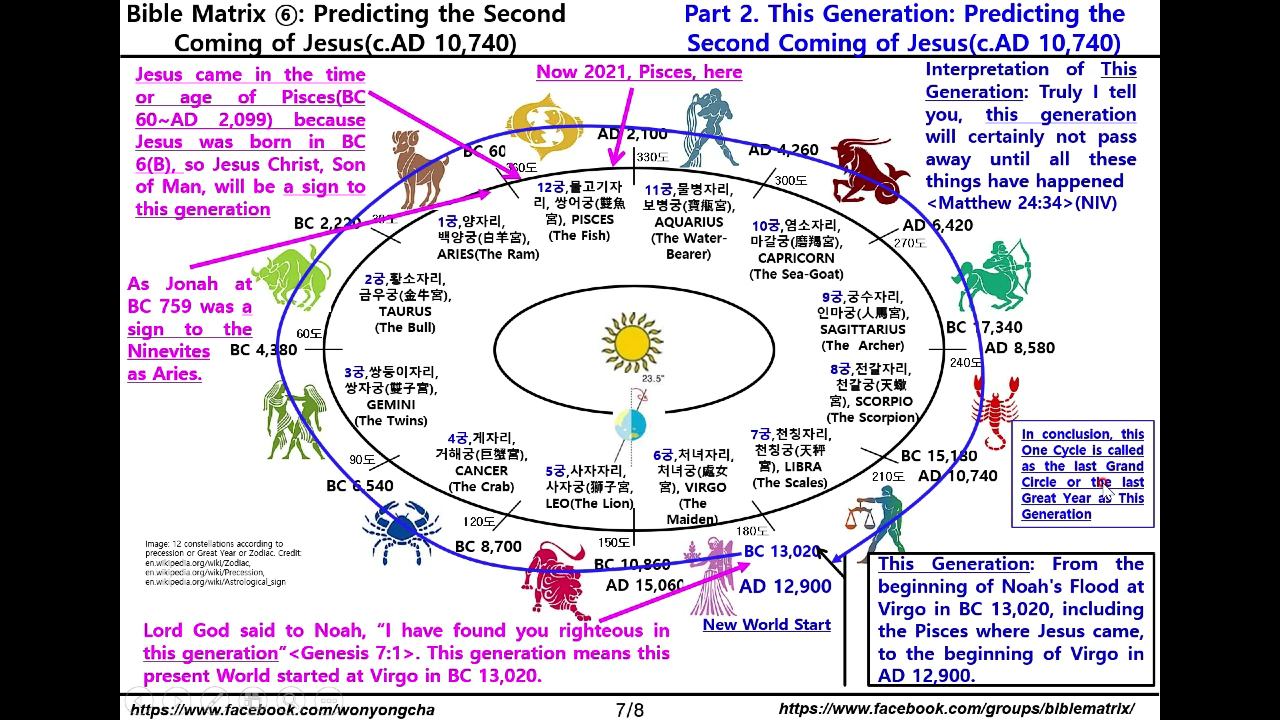 Bible Matrix ⑥: Predicting the Second
Coming of Jesus(c.AD 10,740)
Part 2. This Generation: Predicting the
Second Coming of Jesus(c.AD 10,740)
Jesus came in the time
or age of Pisces(BC
60~AD 2,099) because
Jesus was born in BC
6(B), so Jesus Christ, Son
of Man, will be a sign to
this generation
Now 2021, Pisces, here
Interpretation of This
Generation: Truly I tell
you, this generation
will certainly not pass
away until all these
things have happened
<Matthew 24:34>(NIV)
As Jonah at
BC 759 was a
sign to the
Ninevites
as Aries.
BC 60
360도
AD 2,100
330도
AD 4,260
300도
AD 6,420
270도
BC 17,340
AD 8,580
240도
BC 15,180
AD 10,740
210도
BC 13,020
AD 12,900
180도
New World Start
BC 10,860
AD 15,060
150도
BC 8,700
120도
BC 6,540
90도
BC 4,380
60도
BC 2,220
30도
12궁,물고기자
리, 쌍어궁(雙魚
宮), PISCES
(The Fish)
11궁,물병자리,
보병궁(寶甁宮),
AQUARIUS
(The Water-
Bearer)
10궁,염소자리,
마갈궁(磨羯宮),
CAPRICORN
(The Sea-Goat)
9궁,궁수자리,
인마궁(人馬宮),
SAGITTARIUS
(The Archer)
8궁,전갈자리,
천갈궁(天蠍
宮), SCORPIO
(The Scorpion)
7궁,천칭자리,
천칭궁(天秤
宮), LIBRA
(The Scales)
6궁,처녀자리,
처녀궁(處女
宮), VIRGO
(The
Maiden)
5궁,사자자리,
사자궁(獅子宮,
LEO(The Lion)
4궁,게자리,
거해궁(巨蟹宮),
CANCER
(The Crab)
3궁,쌍둥이자리,
쌍자궁(雙子宮),
GEMINI
(The Twins)
2궁,황소자리,
금우궁(金牛宮),
TAURUS
(The Bull)
1궁,양자리,
백양궁(白羊宮),
ARIES(The Ram)
23.5°
In conclusion, this
One Cycle is called
as the last Grand
Circle or the last
Great Year as This
Generation
Image: 12 constellations according to
precession or Great Year or Zodiac. Credit:
en.wikipedia.org/wiki/Zodiac,
en.wikipedia.org/wiki/Precession,
en.wikipedia.org/wiki/Astrological_sign
Lord God said to Noah, “I have found you righteous in
this generation”<Genesis 7:1>. This generation means this
present World started at Virgo in BC 13,020.
This Generation: From the
beginning of Noah's Flood at
Virgo in BC 13,020, including
the Pisces where Jesus came,
to the beginning of Virgo in
AD 12,900.
https://www.facebook.com/wonyongcha
7/8
https://www.facebook.com/groups/biblematrix/